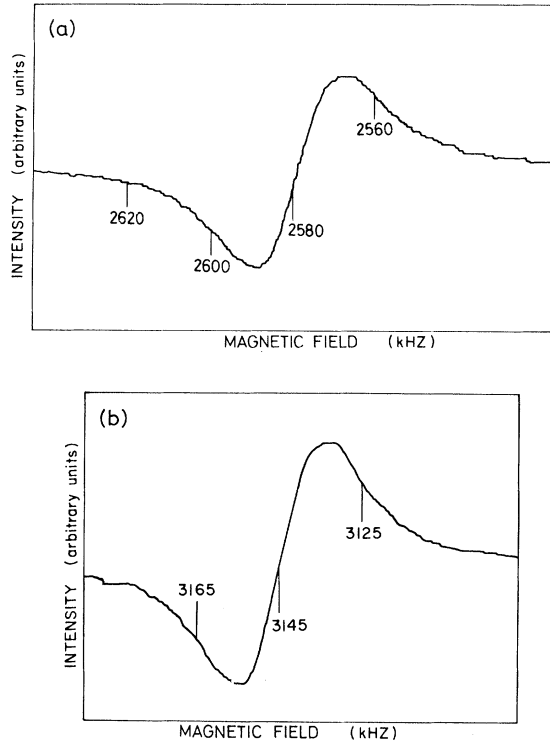 (a)
INTENSITY (arbitrary units)
2560
2620
2580
2600
MAGNETIC FIELD (kHZ)
(b)
INTENSITY (arbitrary units)
3125
3165
3145
MAGNETIC FIELD (kHZ)